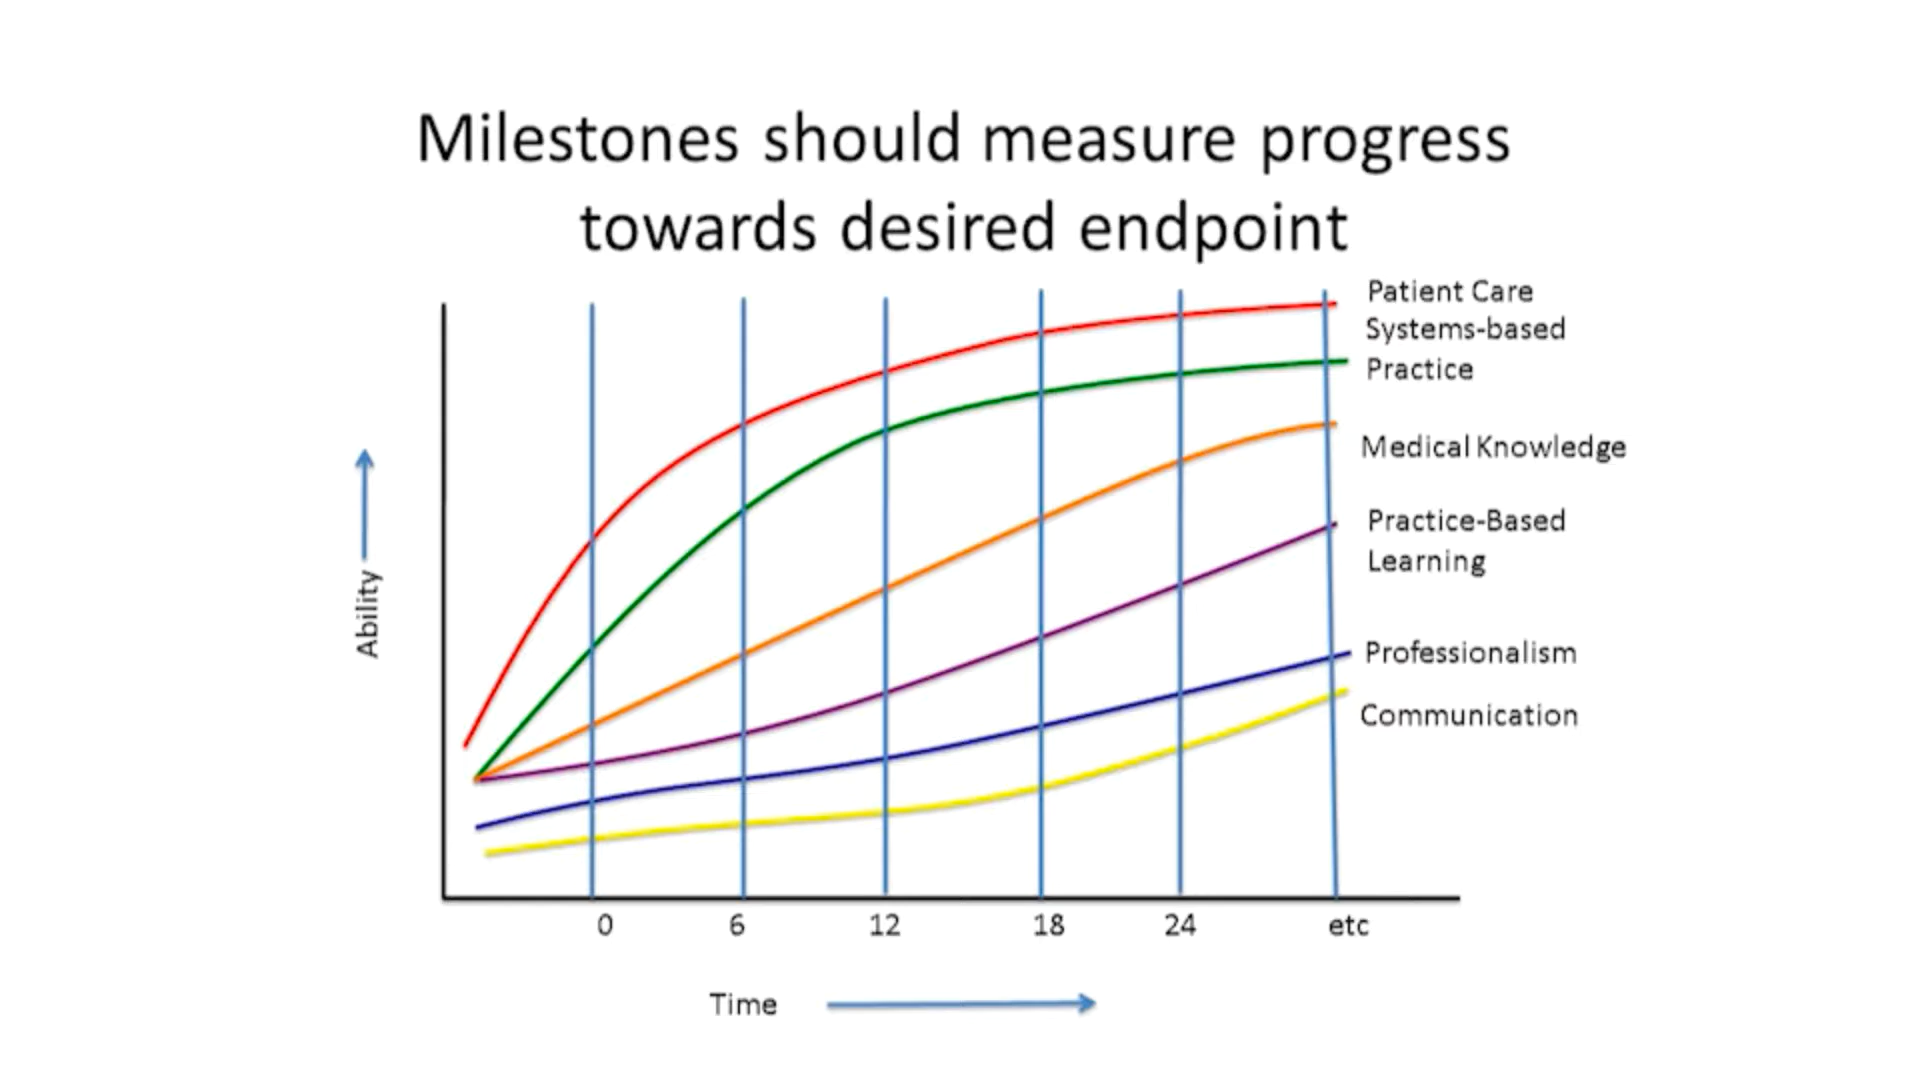 Milestones should measure progress
towards desired endpoint
Patient Care
Systems-based
Practice
Medical Knowledge
Practice-Based
Learning
Professionalism
Communication
Ability
0 6 12 18 24 etc
Time